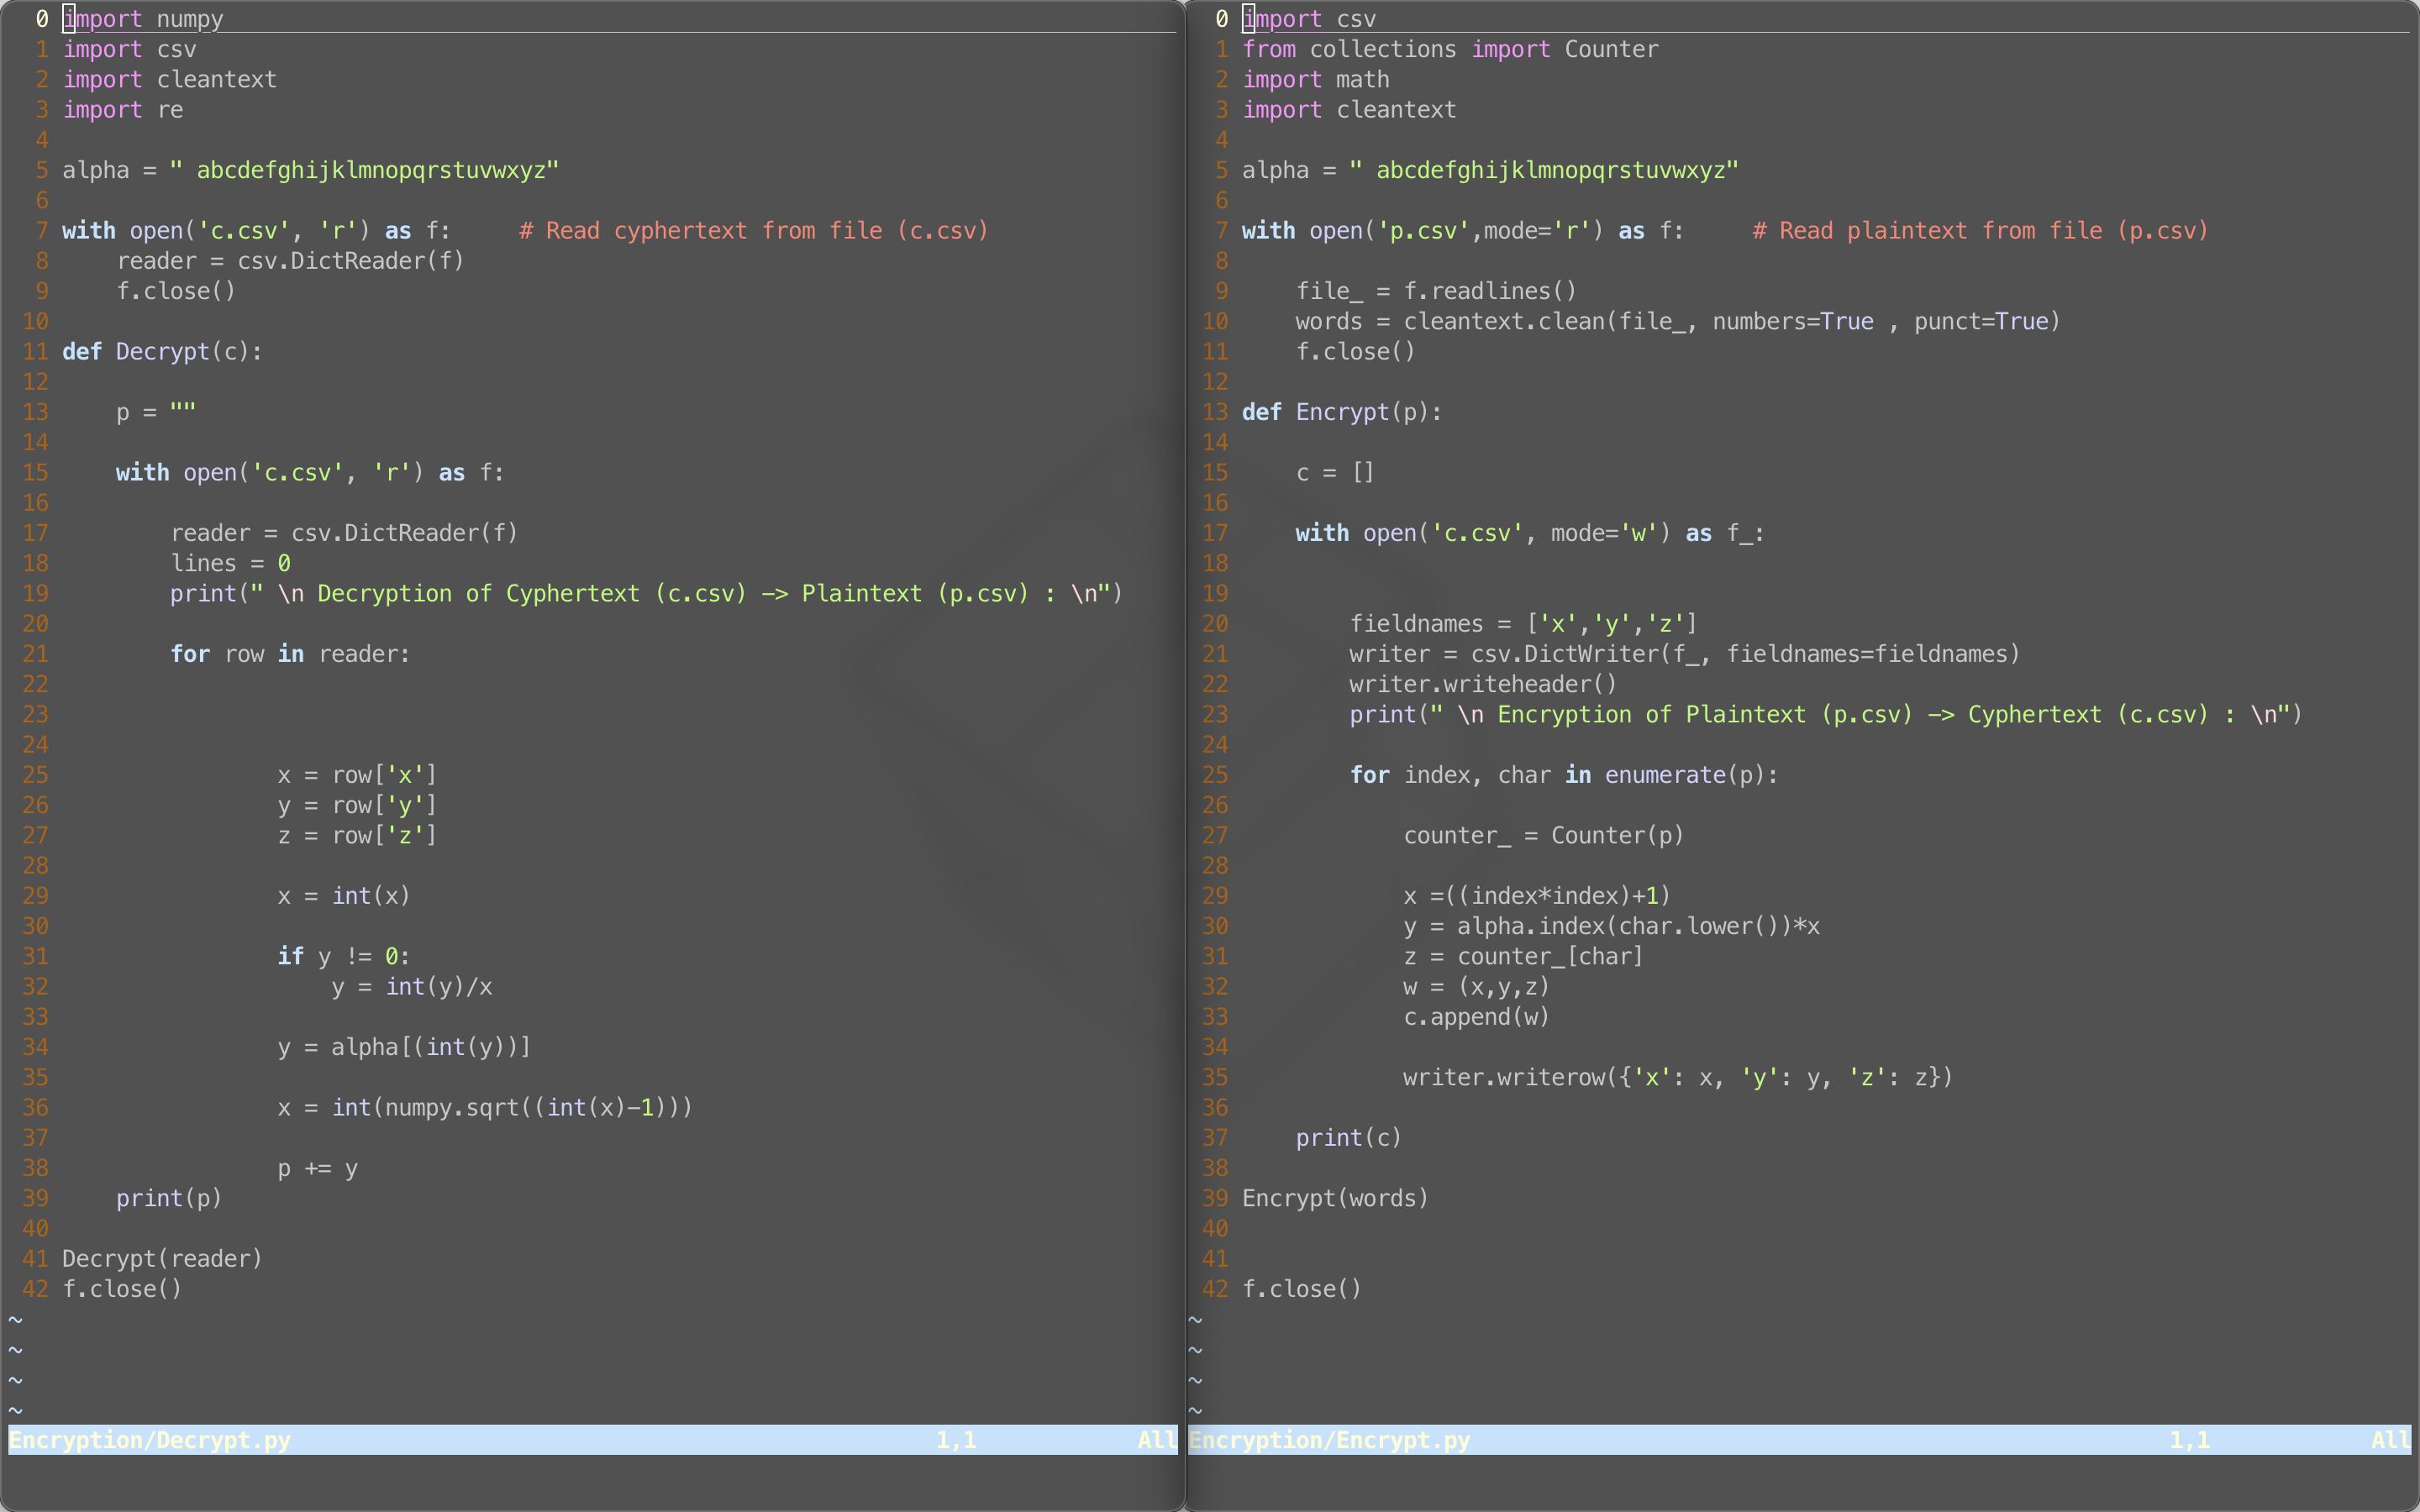 0 import numpy
1 import csv
2 import cleantext
3 import re
4
5 alpha = " abcdefghijklmnopqrstuvwxyz"
6
7 with open('c.csv', 'r') as f:     # Read cyphertext from file (c.csv)
8     reader = csv.DictReader(f)
9     f.close()
10
11 def Decrypt(c):
12
13     p = ""
14
15     with open('c.csv', 'r') as f:
16
17         reader = csv.DictReader(f)
18         lines = 0
19         print(" \n Decryption of Cyphertext (c.csv) -> Plaintext (p.csv) : \n")
20
21         for row in reader:
22
23
24
25                 x = row['x']
26                 y = row['y']
27                 z = row['z']
28
29                 x = int(x)
30
31                 if y != 0:
32                     y = int(y)/x
33
34                 y = alpha[(int(y))]
35
36                 x = int(numpy.sqrt((int(x)-1)))
37
38                 p += y
39     print(p)
40
41 Decrypt(reader)
42 f.close()
~
~
~
~
Encryption/Decrypt.py 1,1 All
0 import csv
1 from collections import Counter
2 import math
3 import cleantext
4
5 alpha = " abcdefghijklmnopqrstuvwxyz"
6
7 with open('p.csv',mode='r') as f:     # Read plaintext from file (p.csv)
8
9     file_ = f.readlines()
10     words = cleantext.clean(file_, numbers=True , punct=True)
11     f.close()
12
13 def Encrypt(p):
14
15     c = []
16
17     with open('c.csv', mode='w') as f_:
18
19
20         fieldnames = ['x','y','z']
21         writer = csv.DictWriter(f_, fieldnames=fieldnames)
22         writer.writeheader()
23         print(" \n Encryption of Plaintext (p.csv) -> Cyphertext (c.csv) : \n")
24
25         for index, char in enumerate(p):
26
27             counter_ = Counter(p)
28
29             x =((index*index)+1)
30             y = alpha.index(char.lower())*x
31             z = counter_[char]
32             w = (x,y,z)
33             c.append(w)
34
35             writer.writerow({'x': x, 'y': y, 'z': z})
36
37     print(c)
38
39 Encrypt(words)
40
41
42 f.close()
~
~
~
~
Encryption/Encrypt.py 1,1 All